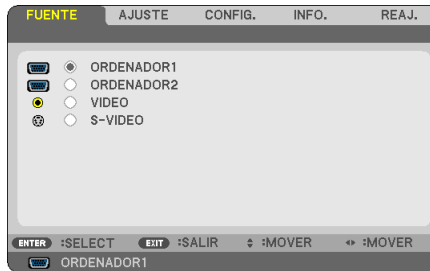 FUENTE AJUSTE CONFIG. INFO. REAJ.
ORDENADOR1
ORDENADOR2
VIDEO
S-VIDEO
ENTER :SELECT EXIT :SALIR :MOVER :MOVER
ORDENADOR1